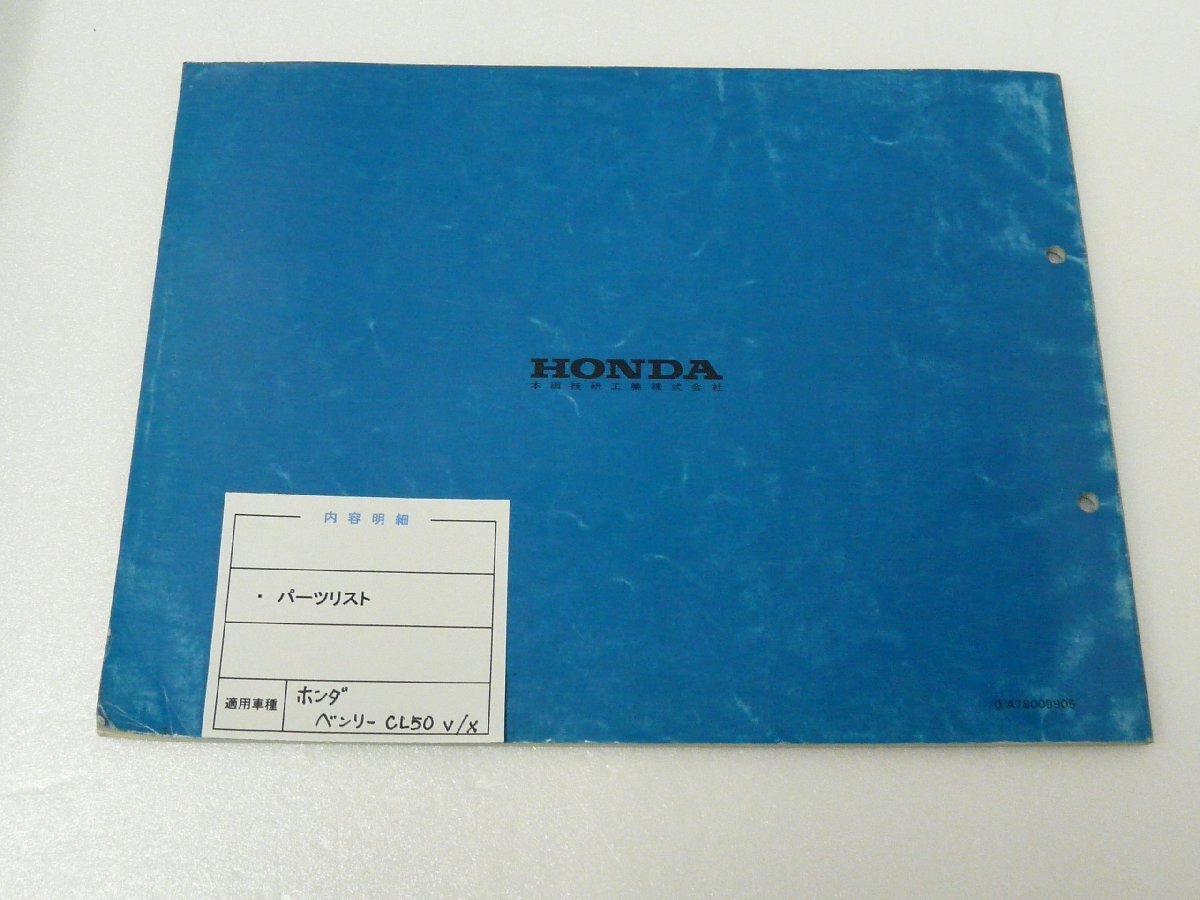 HONDA
本田技研工業株式会社
内容明細
・ パーツリスト
適用車種
ホンダ
ベンリー CL50 V/X